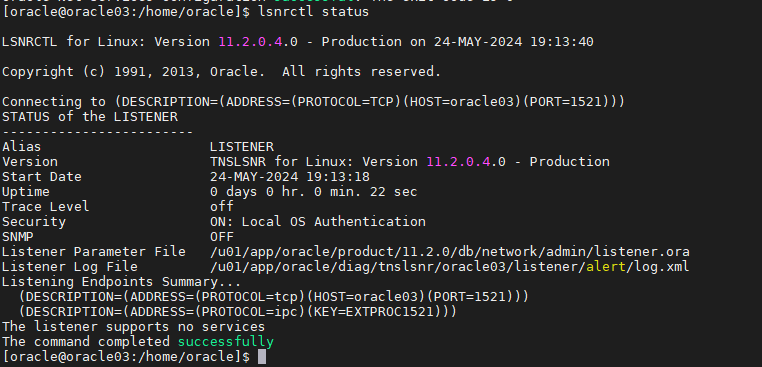 [oracle@oracle03:/home/oracle]$ lsnrctl status
LSNRCTL for Linux: Version 11.2.0.4.0 - Production on 24-MAY-2024 19:13:40
Copyright (c) 1991, 2013, Oracle.  All rights reserved.
Connecting to (DESCRIPTION=(ADDRESS=(PROTOCOL=TCP)(HOST=oracle03)(PORT=1521)))
STATUS of the LISTENER
------------------------
Alias                     LISTENER
Version                   TNSLSNR for Linux: Version 11.2.0.4.0 - Production
Start Date                24-MAY-2024 19:13:18
Uptime                    0 days 0 hr. 0 min. 22 sec
Trace Level               off
Security                  ON: Local OS Authentication
SNMP                      OFF
Listener Parameter File   /u01/app/oracle/product/11.2.0/db/network/admin/listener.ora
Listener Log File         /u01/app/oracle/diag/tnslsnr/oracle03/listener/alert/log.xml
Listening Endpoints Summary...
  (DESCRIPTION=(ADDRESS=(PROTOCOL=tcp)(HOST=oracle03)(PORT=1521)))
  (DESCRIPTION=(ADDRESS=(PROTOCOL=ipc)(KEY=EXTPROC1521)))
The listener supports no services
The command completed successfully
[oracle@oracle03:/home/oracle]$